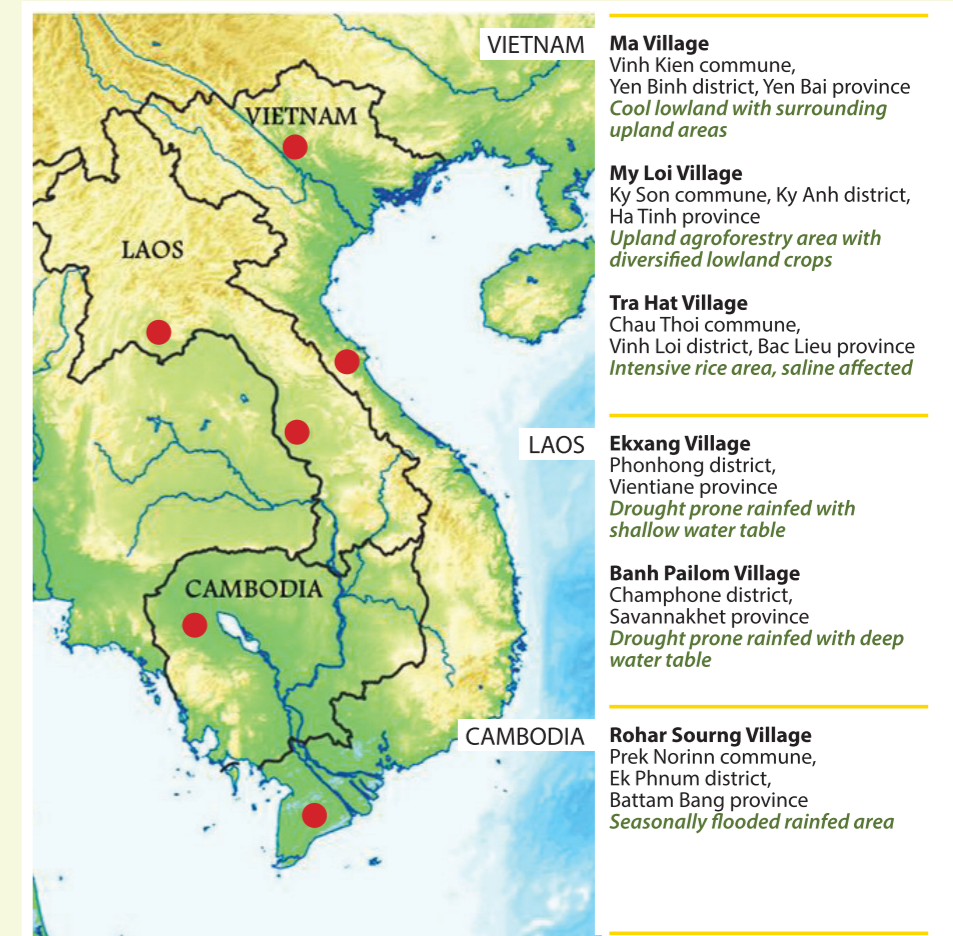 VIETNAM
Ma Village
Vinh Kien commune,
Yen Binh district, Yen Bai province
Cool lowland with surrounding
upland areas
My Loi Village
Ky Son commune, Ky Anh district,
Ha Tinh province
Upland agroforestry area with
diversified lowland crops
Tra Hat Village
Chau Thoi commune,
Vinh Loi district, Bac Lieu province
Intensive rice area, saline affected
LAOS
Ekxang Village
Phonhong district,
Vientiane province
Drought prone rainfed with
shallow water table
Banh Pailom Village
Champhone district,
Savannakhet province
Drought prone rainfed with deep
water table
CAMBODIA
Rohar Sourng Village
Prek Norinn commune,
Ek Phnum district,
Battam Bang province
Seasonally flooded rainfed area
VIETNAM
LAOS
CAMBODIA